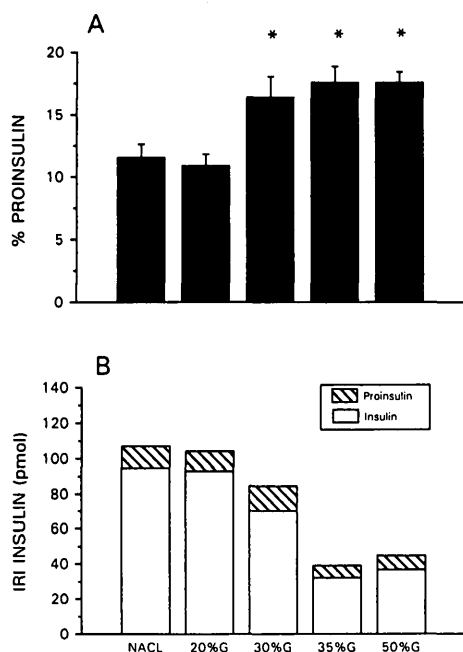 A
* * *
20
15
10
5
0
% PROINSULIN
B
140
120
100
80
60
40
20
0
IRI INSULIN (pmol)
Proinsulin
Insulin
NACL 20%G 30%G 35%G 50%G